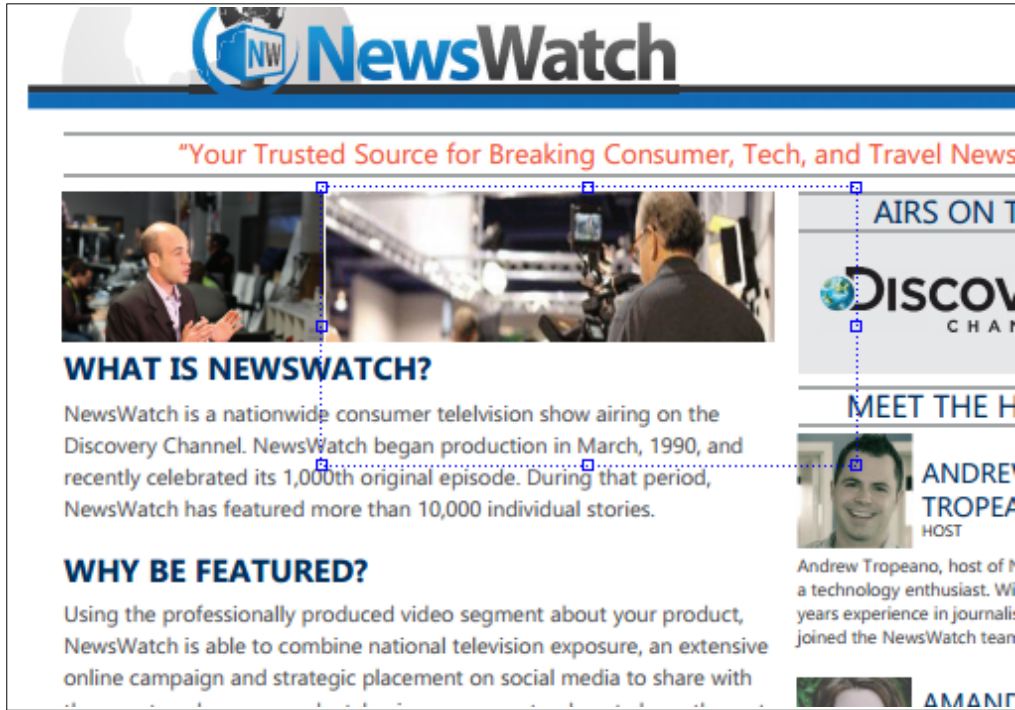 NW NewsWatch
"Your Trusted Source for Breaking Consumer, Tech, and Travel News
WHAT IS NEWSWATCH?
NewsWatch is a nationwide consumer telelvision show airing on the
Discovery Channel. NewsWatch began production in March, 1990, and
recently celebrated its 1,000th original episode. During that period,
NewsWatch has featured more than 10,000 individual stories.
WHY BE FEATURED?
Using the professionally produced video segment about your product,
NewsWatch is able to combine national television exposure, an extensive
online campaign and strategic placement on social media to share with
AIRS ON T
DISCOV
CHAN
MEET THE H
ANDREW
TROPEA
HOST
Andrew Tropeano, host of N
a technology enthusiast. Wi
years experience in journalis
joined the NewsWatch team
AMAND